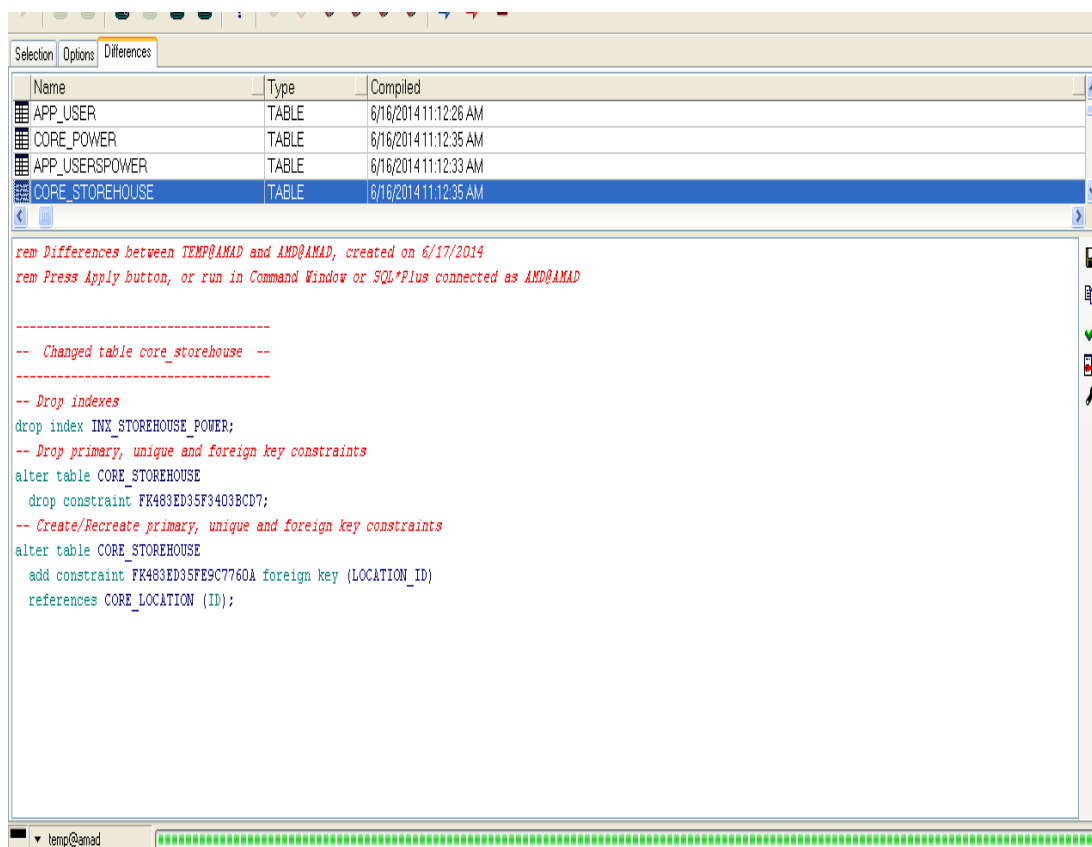 Selection Options Differences
Name Type Compiled
APP_USER TABLE 6/16/2014 11:12:26 AM
CORE_POWER TABLE 6/16/2014 11:12:35 AM
APP_USERSPOWER TABLE 6/16/2014 11:12:33 AM
CORE_STOREHOUSE TABLE 6/16/2014 11:12:35 AM
rem Differences between TEMP@AMAD and AMD@AMAD, created on 6/17/2014
rem Press Apply button, or run in Command Window or SQL*Plus connected as AMD@AMAD
-------------------------------------
-- Changed table core_storehouse --
-------------------------------------
-- Drop indexes
drop index INX_STOREHOUSE_POWER;
-- Drop primary, unique and foreign key constraints
alter table CORE_STOREHOUSE
drop constraint FK483ED35F3403BCD7;
-- Create/Recreate primary, unique and foreign key constraints
alter table CORE_STOREHOUSE
add constraint FK483ED35FE9C7760A foreign key (LOCATION_ID)
references CORE_LOCATION (ID);
temp@amad